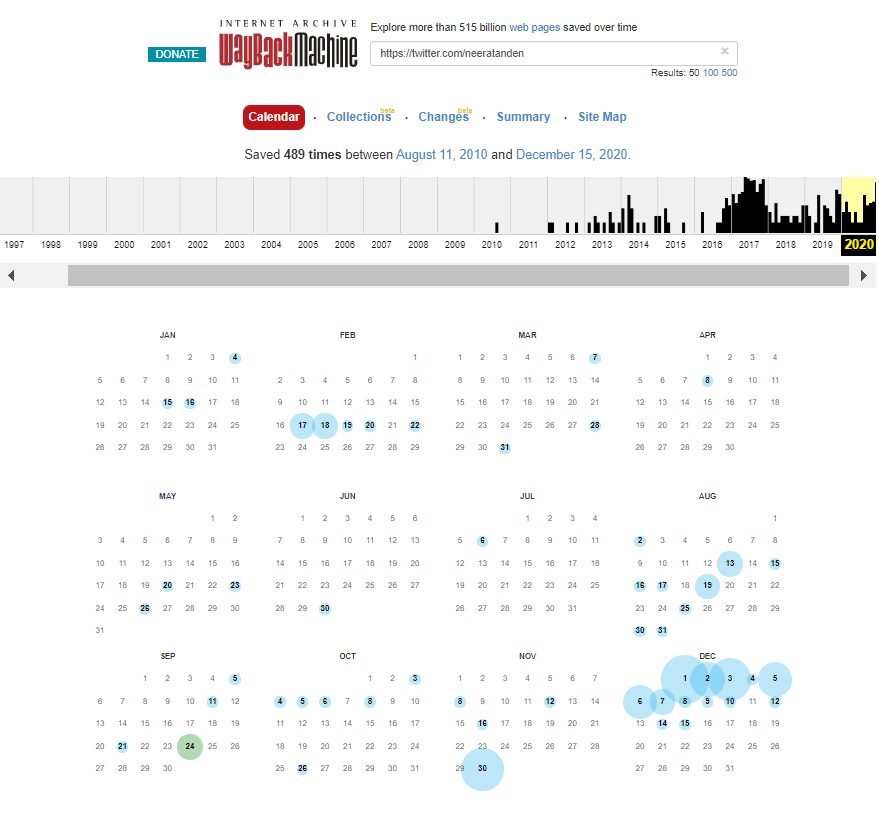 INTERNET ARCHIVE
WayBackMachine
DONATE
Explore more than 515 billion web pages saved over time
https://twitter.com/neeratanden ×
Results: 50 100 500
Calendar · Collections beta · Changes beta · Summary · Site Map
Saved 489 times between August 11, 2010 and December 15, 2020.
1997 1998 1999 2000 2001 2002 2003 2004 2005 2006 2007 2008 2009 2010 2011 2012 2013 2014 2015 2016 2017 2018 2019 2020
JAN FEB MAR APR
1 2 3 4 1 1 2 3 4 5 6 7 1 2 3 4
5 6 7 8 9 10 11 2 3 4 5 6 7 8 8 9 10 11 12 13 14 5 6 7 8 9 10 11
12 13 14 15 16 17 18 9 10 11 12 13 14 15 15 16 17 18 19 20 21 12 13 14 15 16 17 18
19 20 21 22 23 24 25 16 17 18 19 20 21 22 22 23 24 25 26 27 28 19 20 21 22 23 24 25
26 27 28 29 30 31 23 24 25 26 27 28 29 29 30 31 26 27 28 29 30
MAY JUN JUL AUG
1 2 1 2 3 4 5 6 1 2 3 4 1
3 4 5 6 7 8 9 7 8 9 10 11 12 13 5 6 7 8 9 10 11 2 3 4 5 6 7 8
10 11 12 13 14 15 16 14 15 16 17 18 19 20 12 13 14 15 16 17 18 9 10 11 12 13 14 15
17 18 19 20 21 22 23 21 22 23 24 25 26 27 19 20 21 22 23 24 25 16 17 18 19 20 21 22
24 25 26 27 28 29 30 28 29 30 26 27 28 29 30 31 23 24 25 26 27 28 29
31 30 31
SEP OCT NOV DEC
1 2 3 4 5 1 2 3 1 2 3 4 5 6 7 1 2 3 4 5
6 7 8 9 10 11 12 4 5 6 7 8 9 10 8 9 10 11 12 13 14 6 7 8 9 10 11 12
13 14 15 16 17 18 19 11 12 13 14 15 16 17 15 16 17 18 19 20 21 13 14 15 16 17 18 19
20 21 22 23 24 25 26 18 19 20 21 22 23 24 22 23 24 25 26 27 28 20 21 22 23 24 25 26
27 28 29 30 25 26 27 28 29 30 31 29 30 27 28 29 30 31